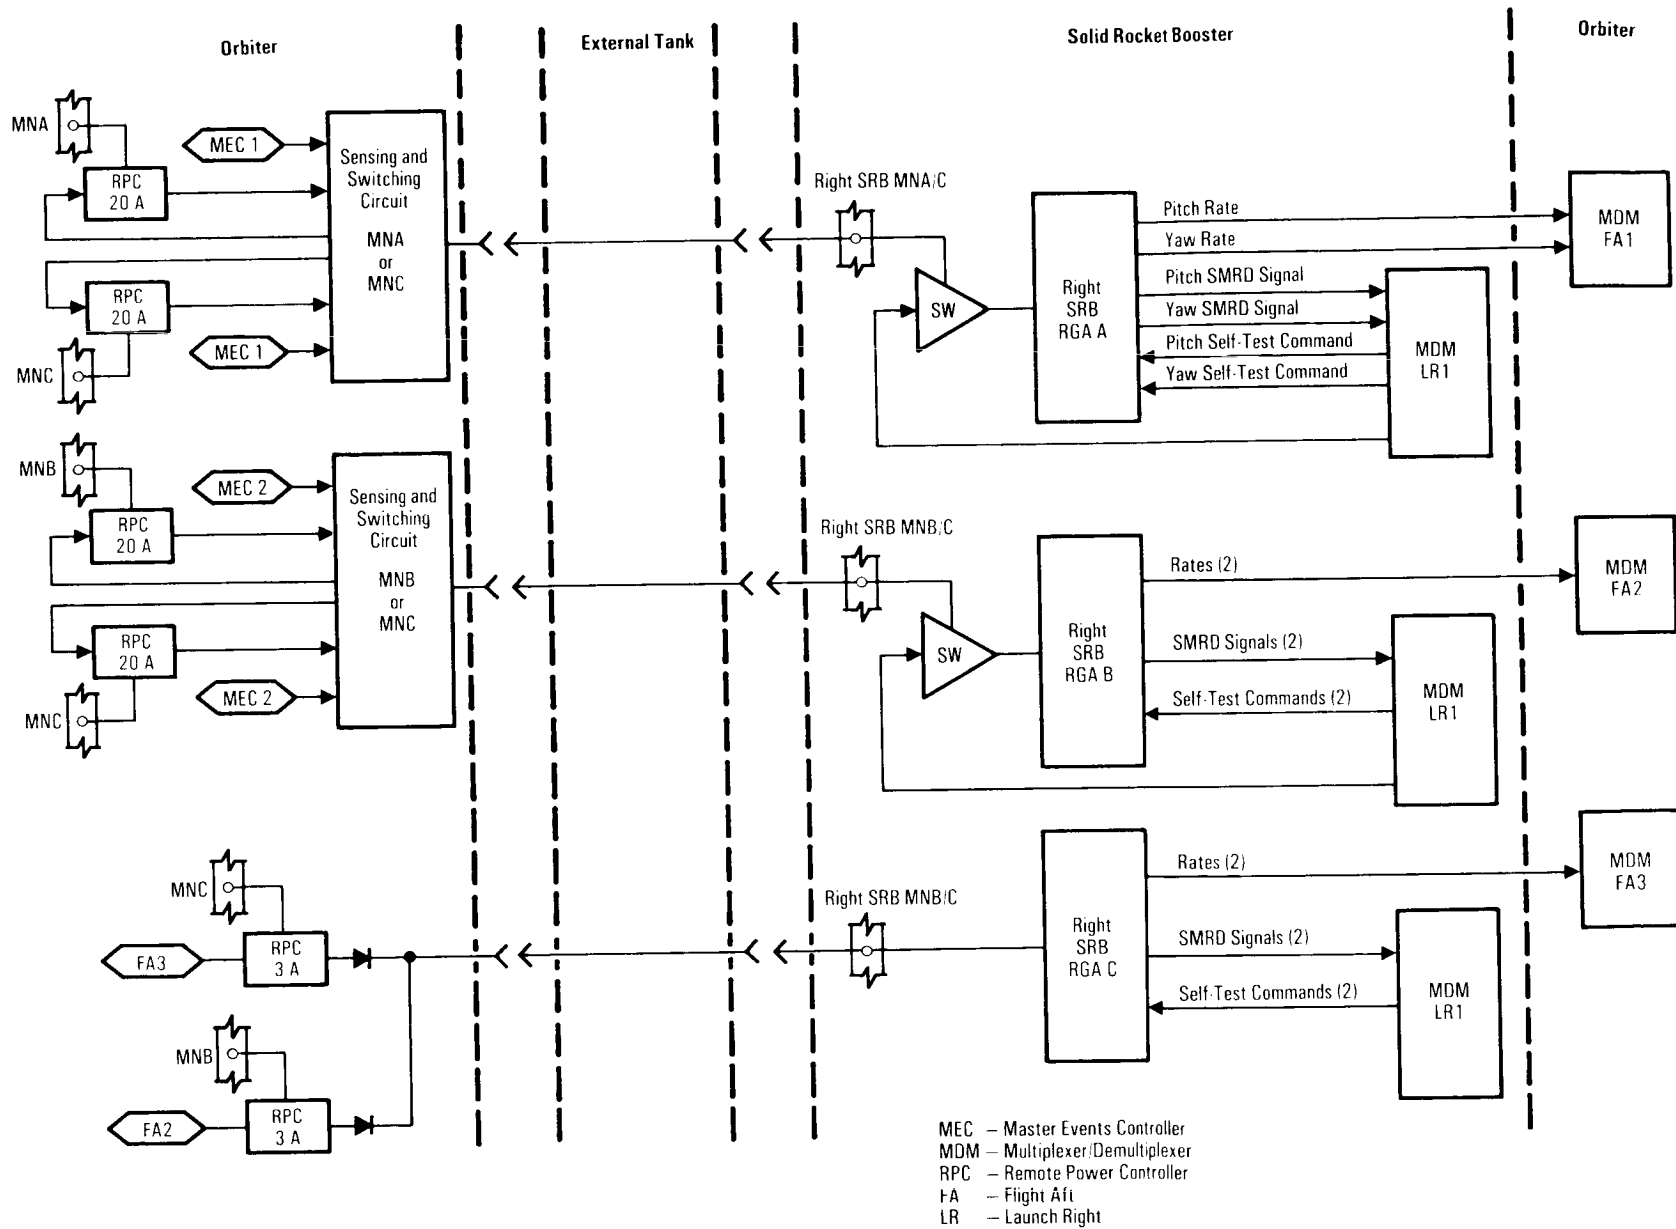 Orbiter
External Tank
Solid Rocket Booster
Orbiter
MNA
RPC
20 A
MEC 1
Sensing and
Switching
Circuit
MNA
or
MNC
RPC
20 A
MEC 1
MNC
Right SRB MNA/C
SW
Right
SRB
RGA A
Pitch Rate
Yaw Rate
Pitch SMRD Signal
Yaw SMRD Signal
Pitch Self-Test Command
Yaw Self-Test Command
MDM
LR1
MDM
FA1
MNB
RPC
20 A
MEC 2
Sensing and
Switching
Circuit
MNB
or
MNC
RPC
20 A
MEC 2
MNC
Right SRB MNB/C
SW
Right
SRB
RGA B
Rates (2)
SMRD Signals (2)
Self-Test Commands (2)
MDM
LR1
MDM
FA2
MNC
FA3
RPC
3 A
MNB
FA2
RPC
3 A
Right SRB MNB/C
Right
SRB
RGA C
Rates (2)
SMRD Signals (2)
Self-Test Commands (2)
MDM
LR1
MDM
FA3
MEC – Master Events Controller
MDM – Multiplexer/Demultiplexer
RPC – Remote Power Controller
FA – Flight Aft
LR – Launch Right